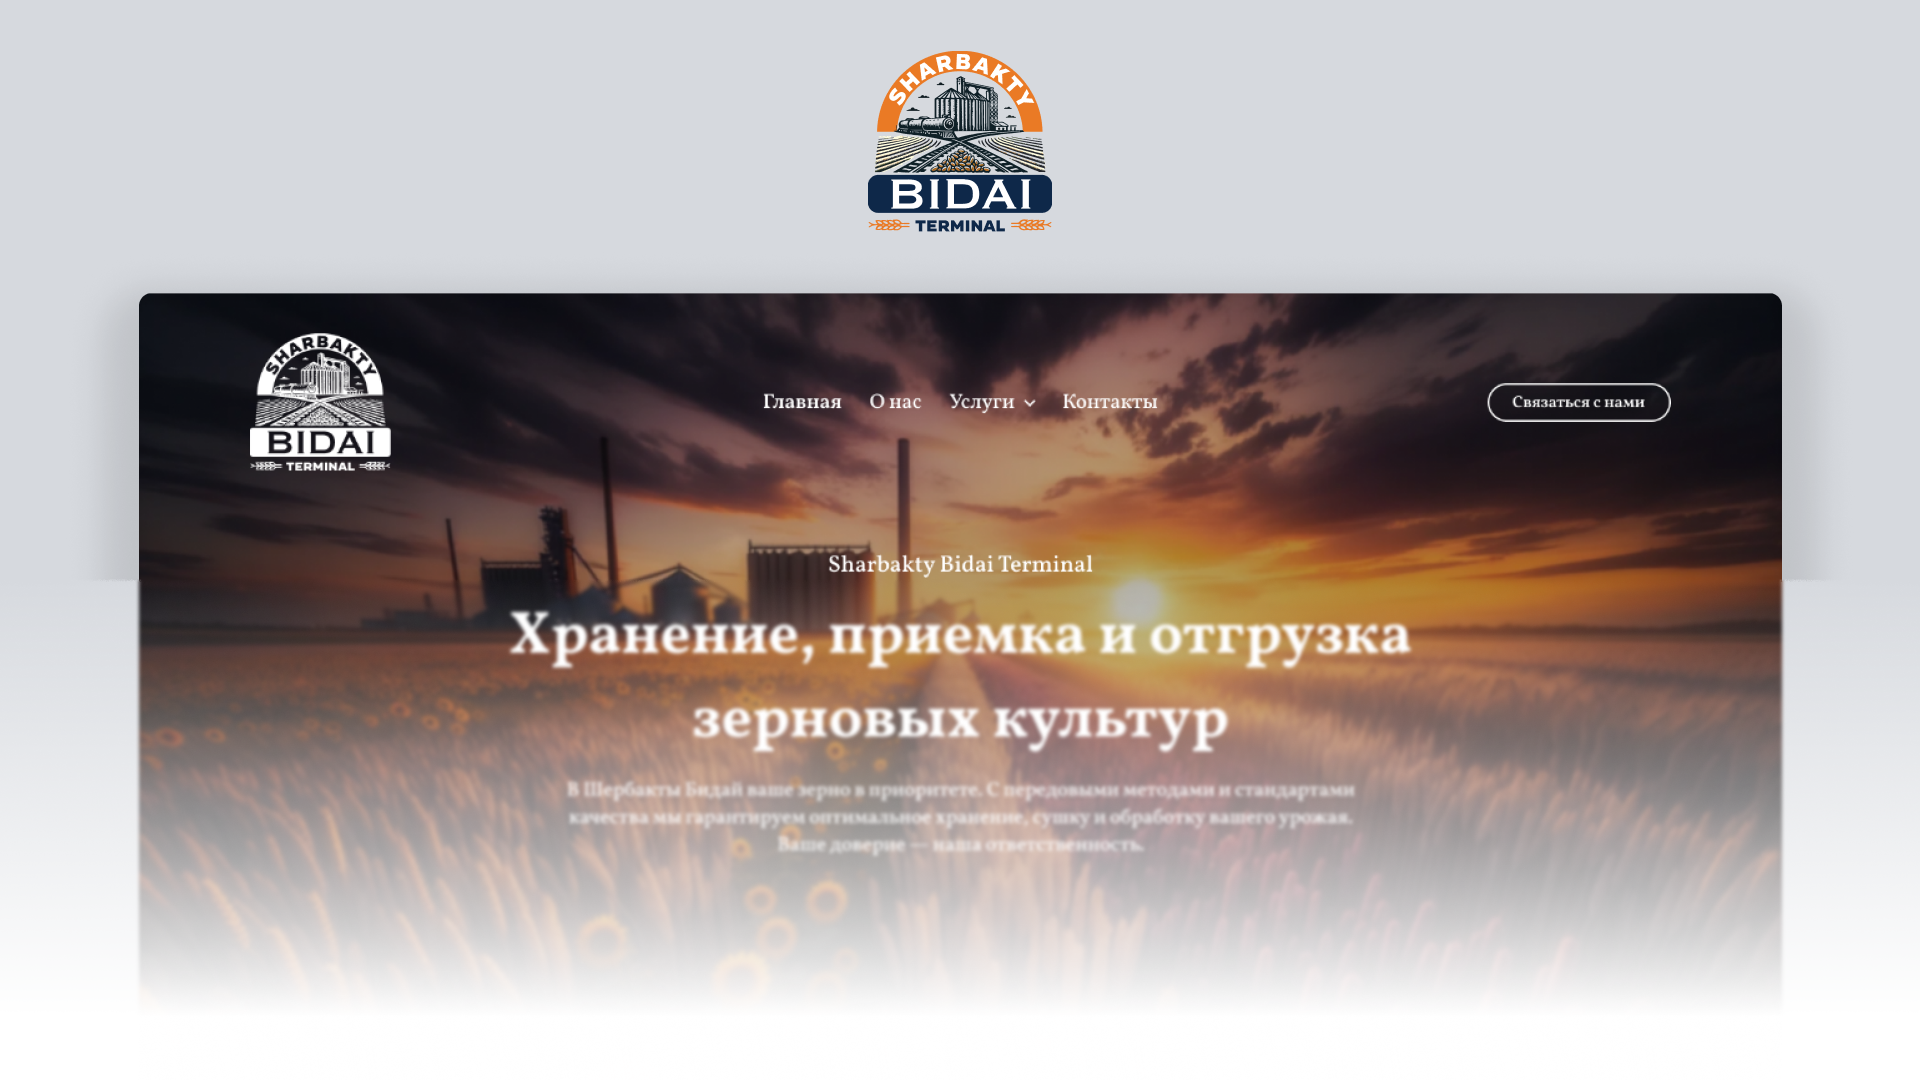 SHARBAKTY
BIDAI
TERMINAL
SHARBAKTY
BIDAI
TERMINAL
Главная О нас Услуги Контакты
Связаться с нами
Sharbakty Bidai Terminal
Хранение, приемка и отгрузка
зерновых культур
В Шербакты Бидай ваше зерно в приоритете. С передовыми методами и стандартами
качества мы гарантируем оптимальное хранение, сушку и обработку вашего урожая.
Ваше доверие — наша ответственность.